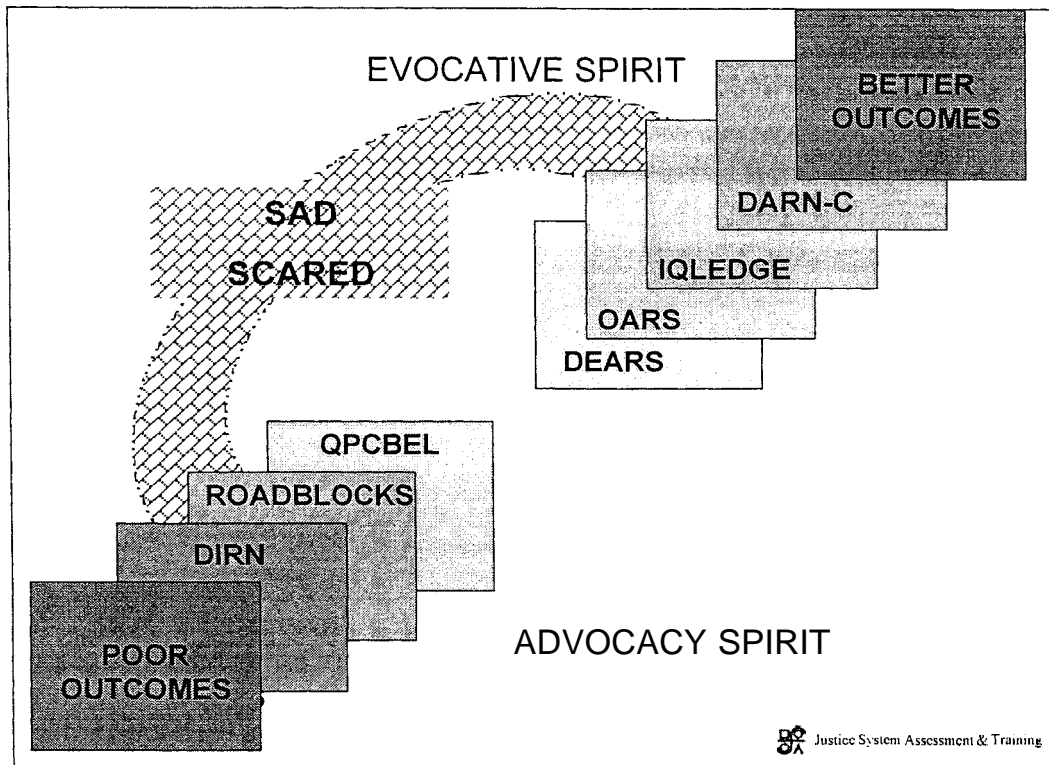 EVOCATIVE SPIRIT
BETTER
OUTCOMES
DARN-C
IQLEDGE
OARS
DEARS
SAD
SCARED
QPCBEL
ROADBLOCKS
DIRN
POOR
OUTCOMES
ADVOCACY SPIRIT
Justice System Assessment & Training